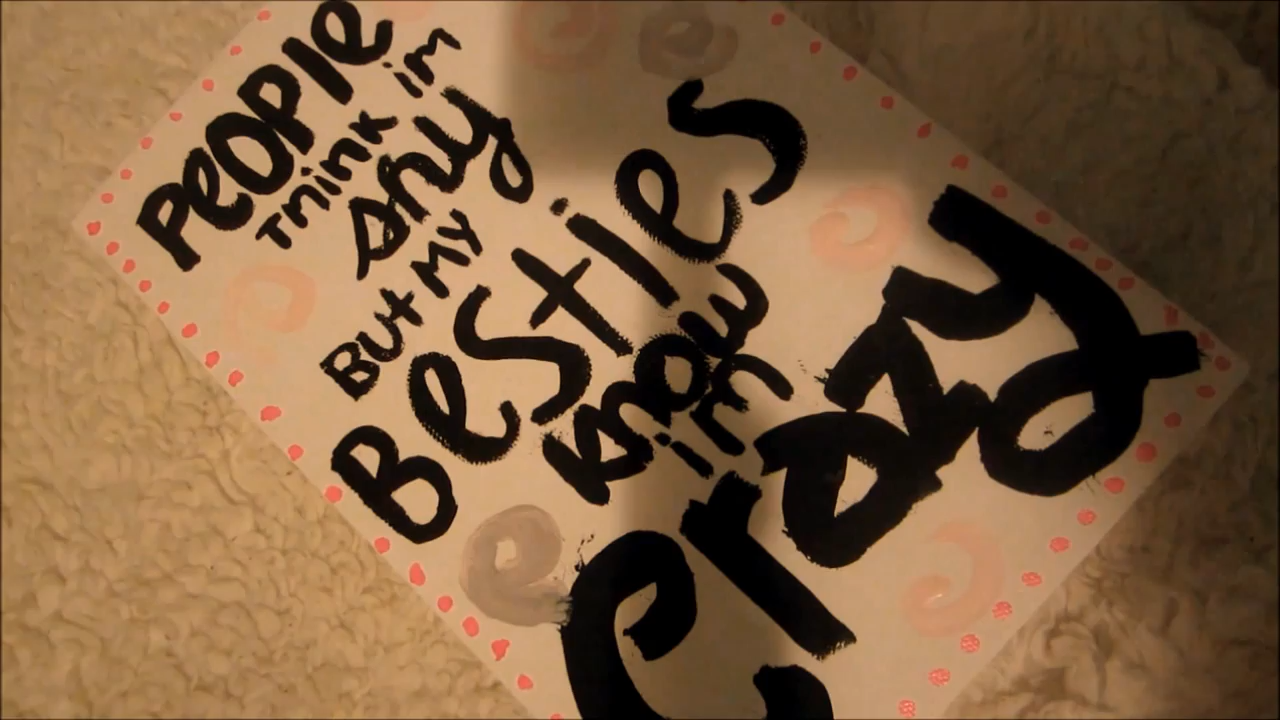 PeOPle
THink im
Shy
BUt MY
Besties
know
im
Crazy